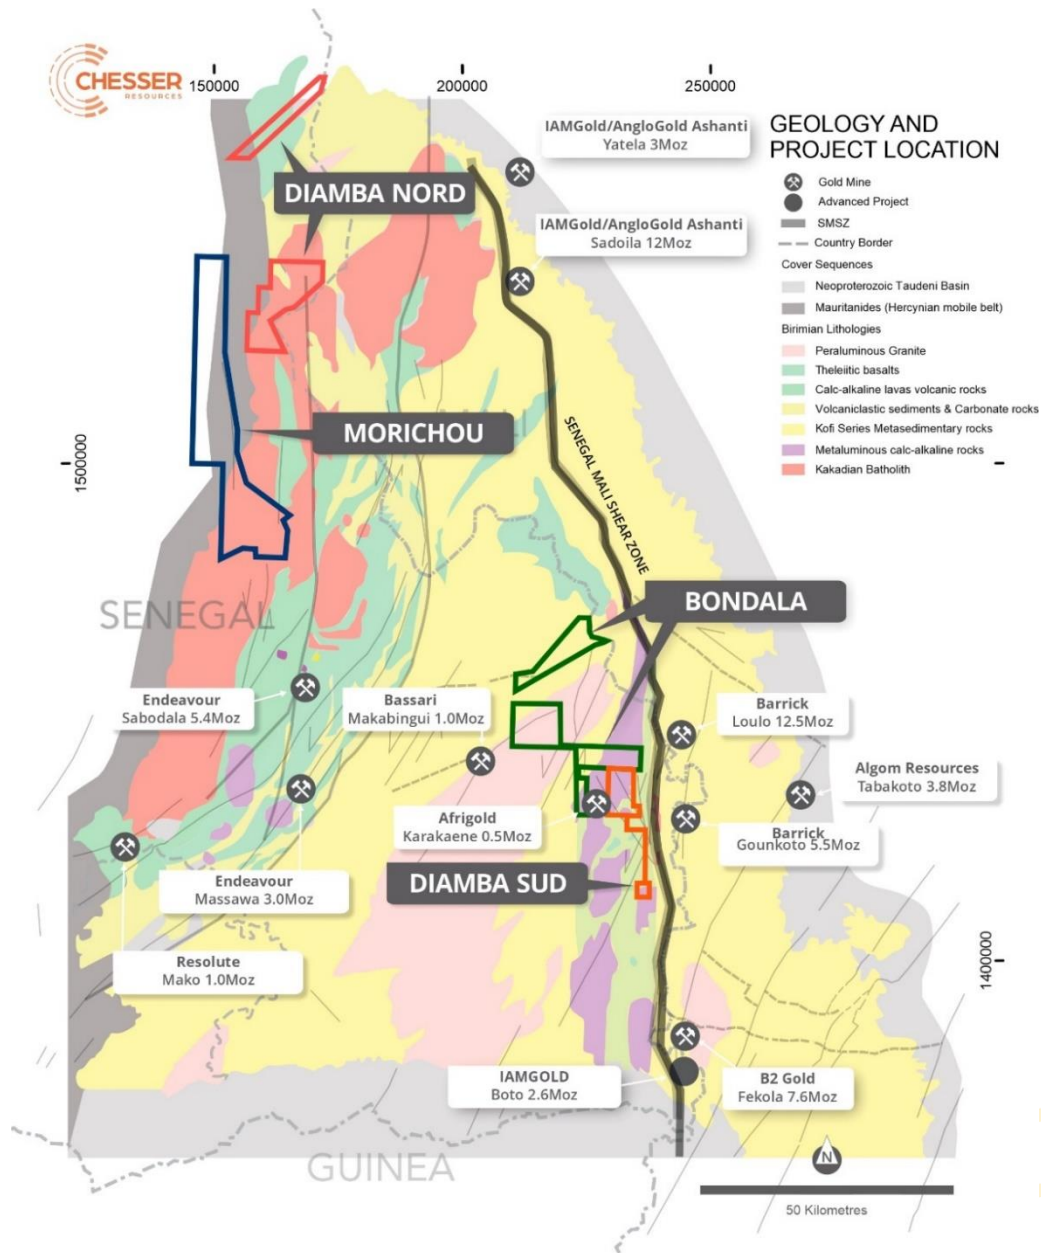 CHESSER
RESOURCES
150000
200000
250000
IAMGold/AngloGold Ashanti
Yatela 3Moz
GEOLOGY AND
PROJECT LOCATION
Gold Mine
Advanced Project
SMSZ
Country Border
Cover Sequences
Neoproterozoic Taudeni Basin
Mauritanides (Hercynian mobile belt)
Birimian Lithologies
Peraluminous Granite
Theleiitic basalts
Calc-alkaline lavas volcanic rocks
Volcaniclastic sediments & Carbonate rocks
Kofi Series Metasedimentary rocks
Metaluminous calc-alkaline rocks
Kakadian Batholith
DIAMBA NORD
IAMGold/AngloGold Ashanti
Sadoila 12Moz
MORICHOU
1500000
SENEGAL MALI SHEAR ZONE
SENEGAL
BONDALA
Endeavour
Sabodala 5.4Moz
Bassari
Makabingui 1.0Moz
Barrick
Loulo 12.5Moz
Algom Resources
Tabakoto 3.8Moz
Afrigold
Karakaene 0.5Moz
Barrick
Gounkoto 5.5Moz
Endeavour
Massawa 3.0Moz
DIAMBA SUD
Resolute
Mako 1.0Moz
1400000
IAMGOLD
Boto 2.6Moz
B2 Gold
Fekola 7.6Moz
GUINEA
N
50 Kilometres